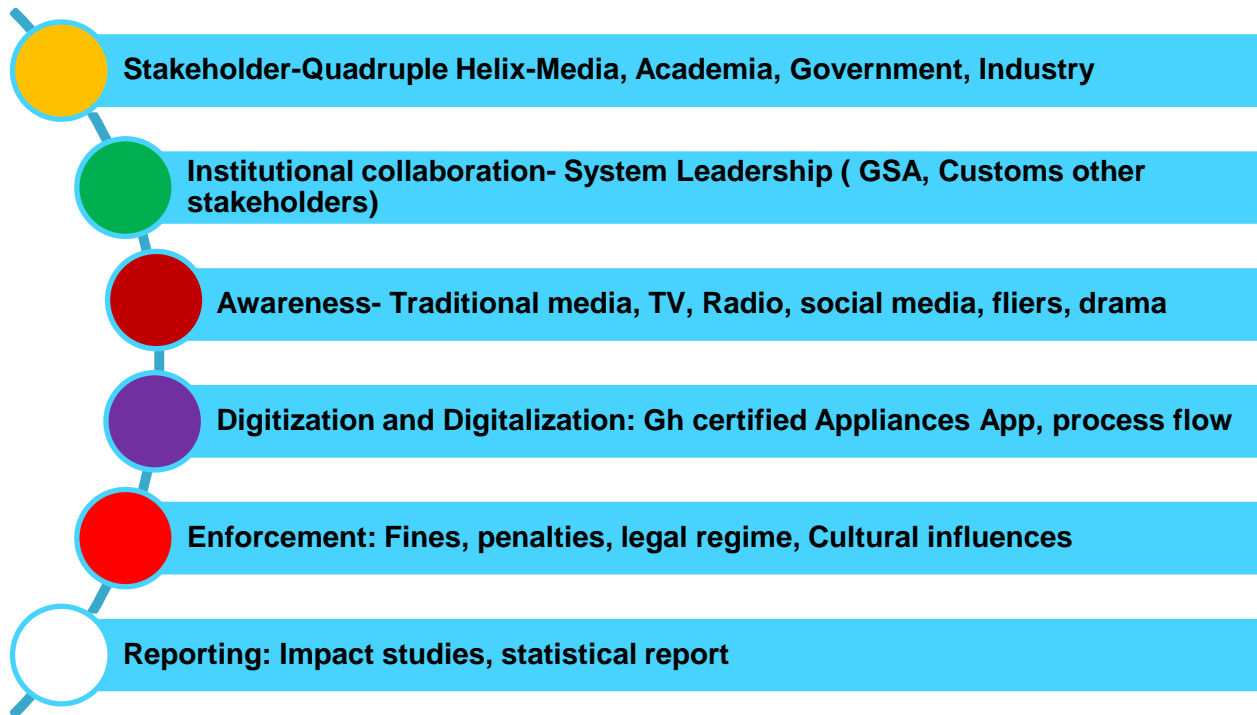 Stakeholder-Quadruple Helix-Media, Academia, Government, Industry
Institutional collaboration- System Leadership ( GSA, Customs other
stakeholders)
Awareness- Traditional media, TV, Radio, social media, fliers, drama
Digitization and Digitalization: Gh certified Appliances App, process flow
Enforcement: Fines, penalties, legal regime, Cultural influences
Reporting: Impact studies, statistical report